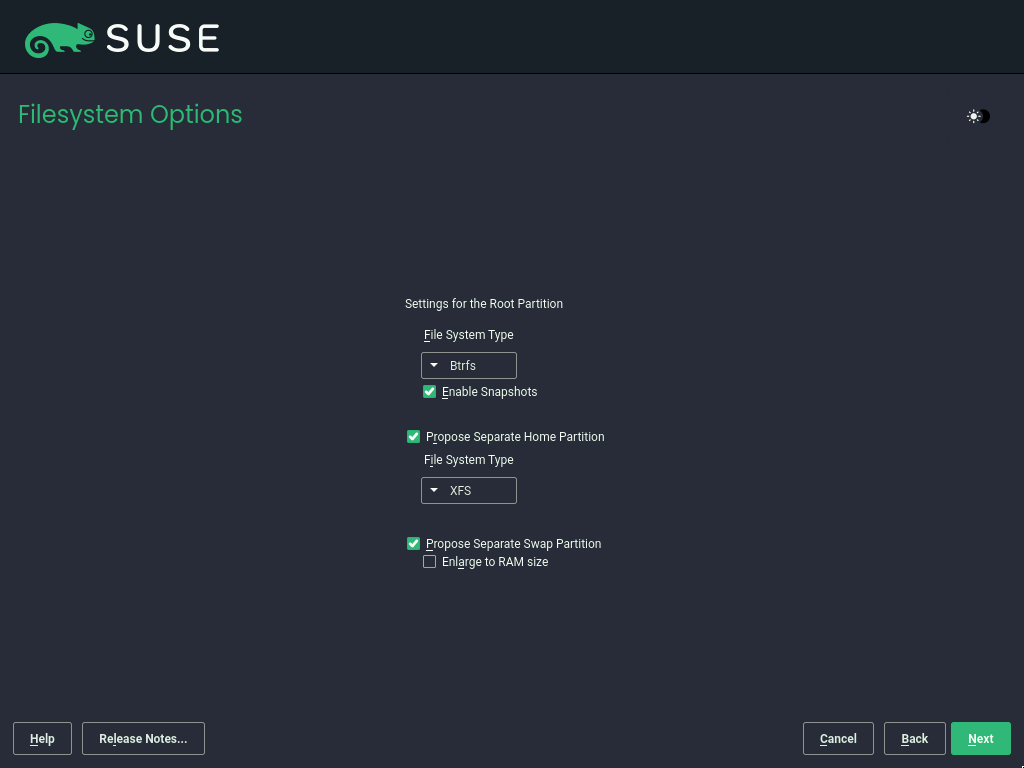 SUSE
Filesystem Options
Settings for the Root Partition
File System Type
Btrfs
Enable Snapshots
Propose Separate Home Partition
File System Type
XFS
Propose Separate Swap Partition
Enlarge to RAM size
Help
Release Notes...
Cancel
Back
Next